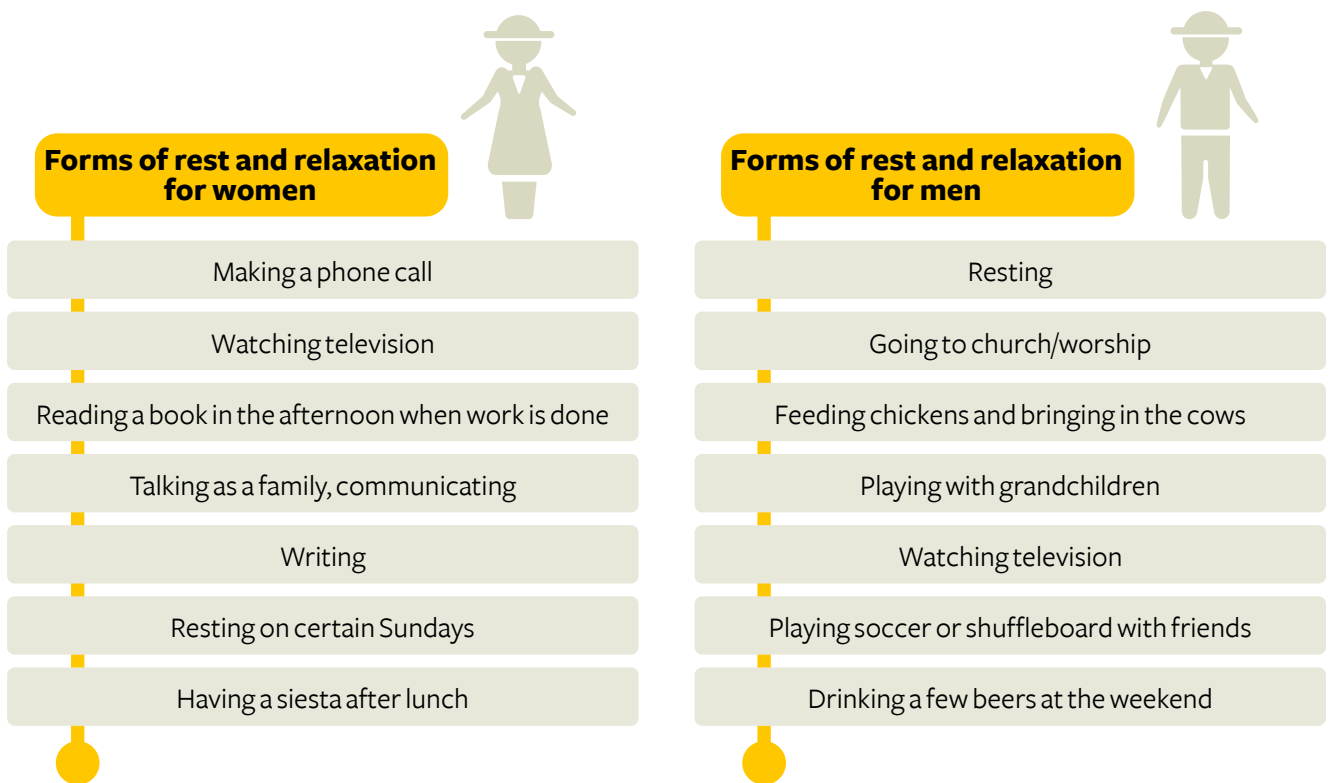 Forms of rest and relaxation
for women
Making a phone call
Watching television
Reading a book in the afternoon when work is done
Talking as a family, communicating
Writing
Resting on certain Sundays
Having a siesta after lunch
Forms of rest and relaxation
for men
Resting
Going to church/worship
Feeding chickens and bringing in the cows
Playing with grandchildren
Watching television
Playing soccer or shuffleboard with friends
Drinking a few beers at the weekend